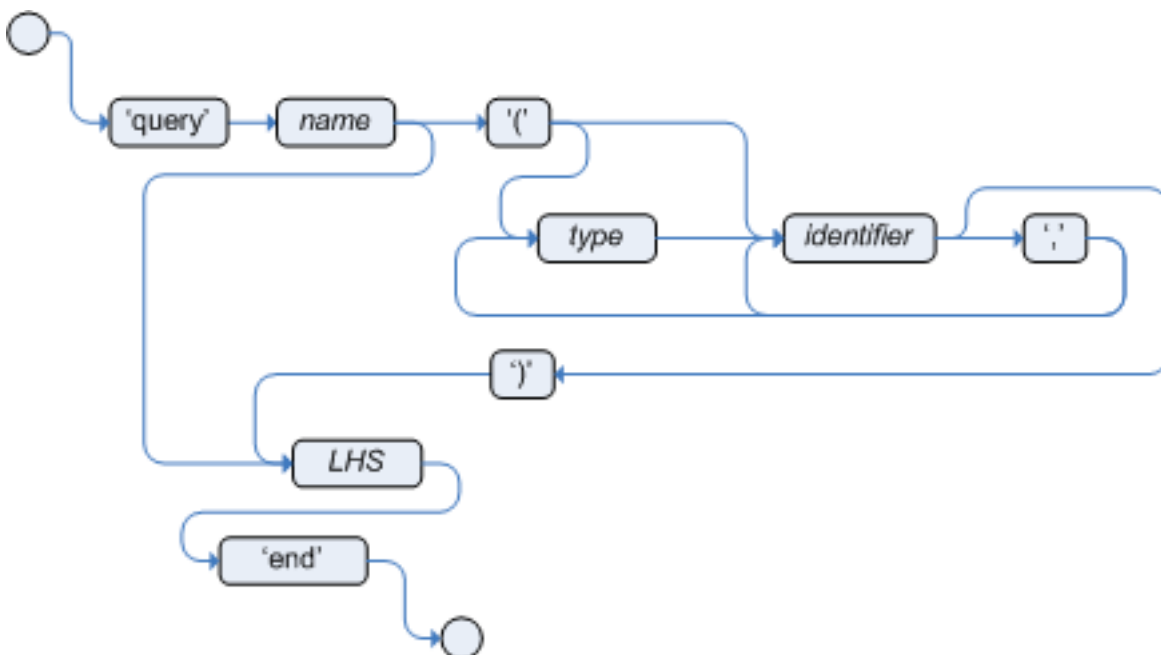 ‘query’ name ‘(’
type identifier ‘,’
‘)’
LHS
‘end’